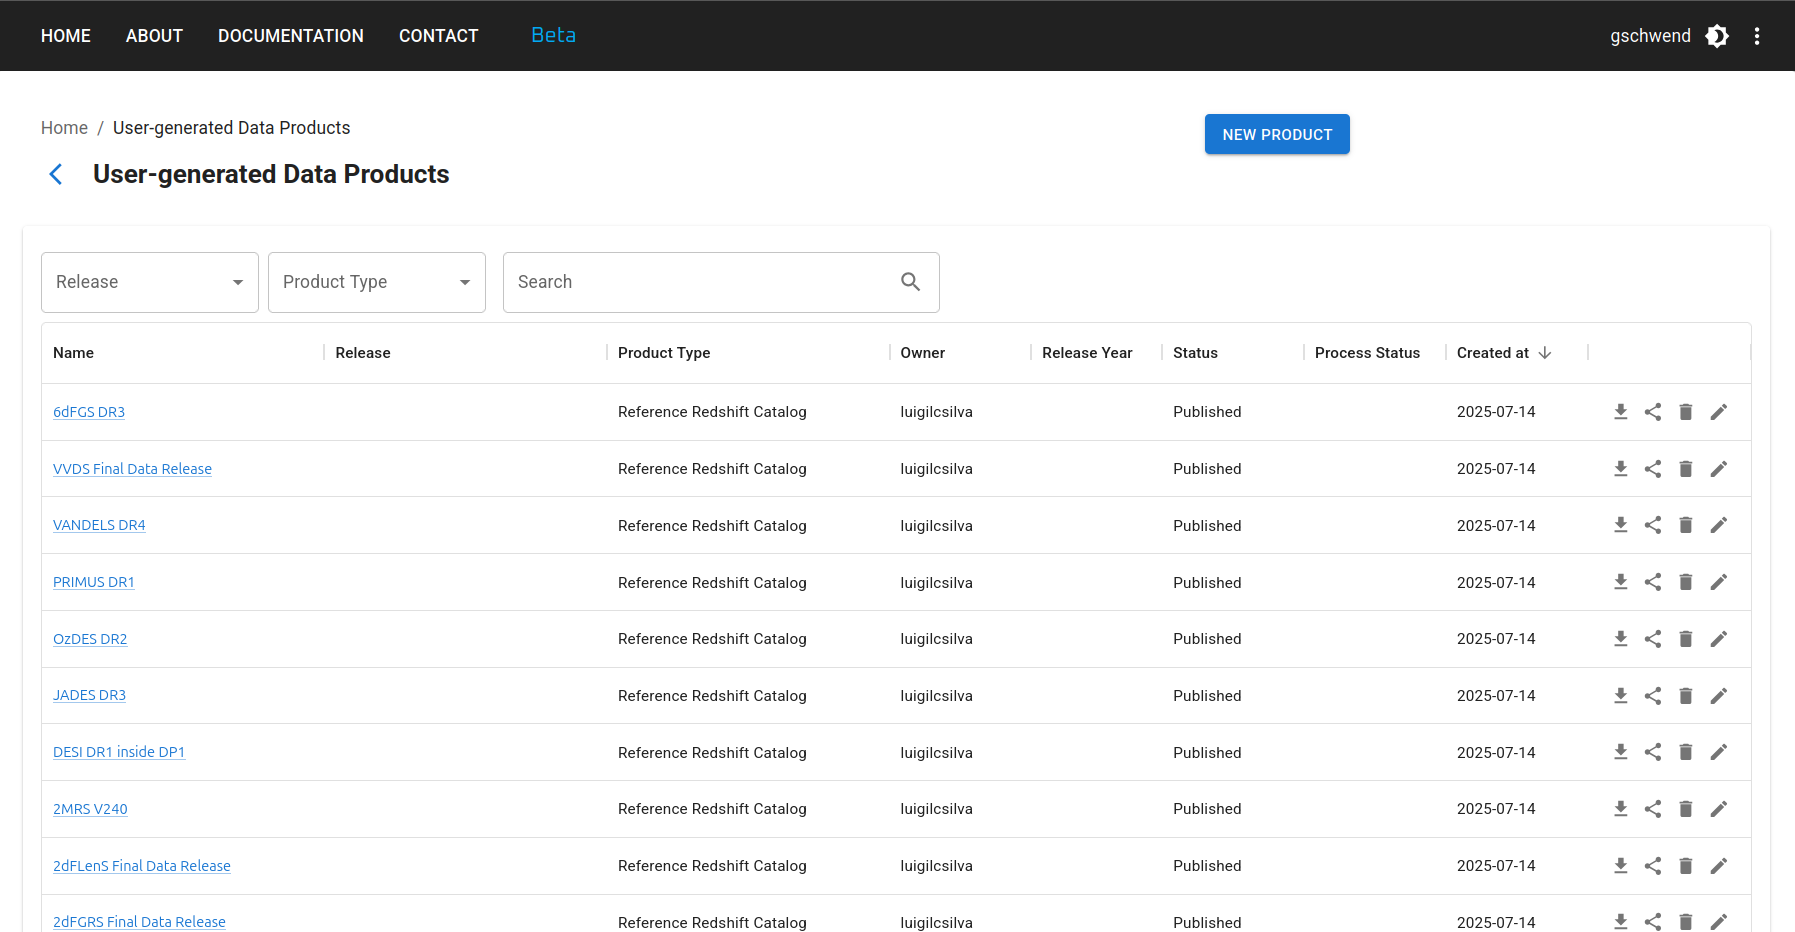 HOME ABOUT DOCUMENTATION CONTACT Beta gschwend
Home / User-generated Data Products
NEW PRODUCT
User-generated Data Products
Release Product Type Search
Name Release Product Type Owner Release Year Status Process Status Created at
6dFGS DR3 Reference Redshift Catalog luigilcsilva Published 2025-07-14
VVDS Final Data Release Reference Redshift Catalog luigilcsilva Published 2025-07-14
VANDELS DR4 Reference Redshift Catalog luigilcsilva Published 2025-07-14
PRIMUS DR1 Reference Redshift Catalog luigilcsilva Published 2025-07-14
OzDES DR2 Reference Redshift Catalog luigilcsilva Published 2025-07-14
JADES DR3 Reference Redshift Catalog luigilcsilva Published 2025-07-14
DESI DR1 inside DP1 Reference Redshift Catalog luigilcsilva Published 2025-07-14
2MRS V240 Reference Redshift Catalog luigilcsilva Published 2025-07-14
2dFLenS Final Data Release Reference Redshift Catalog luigilcsilva Published 2025-07-14
2dFGRS Final Data Release Reference Redshift Catalog luigilcsilva Published 2025-07-14